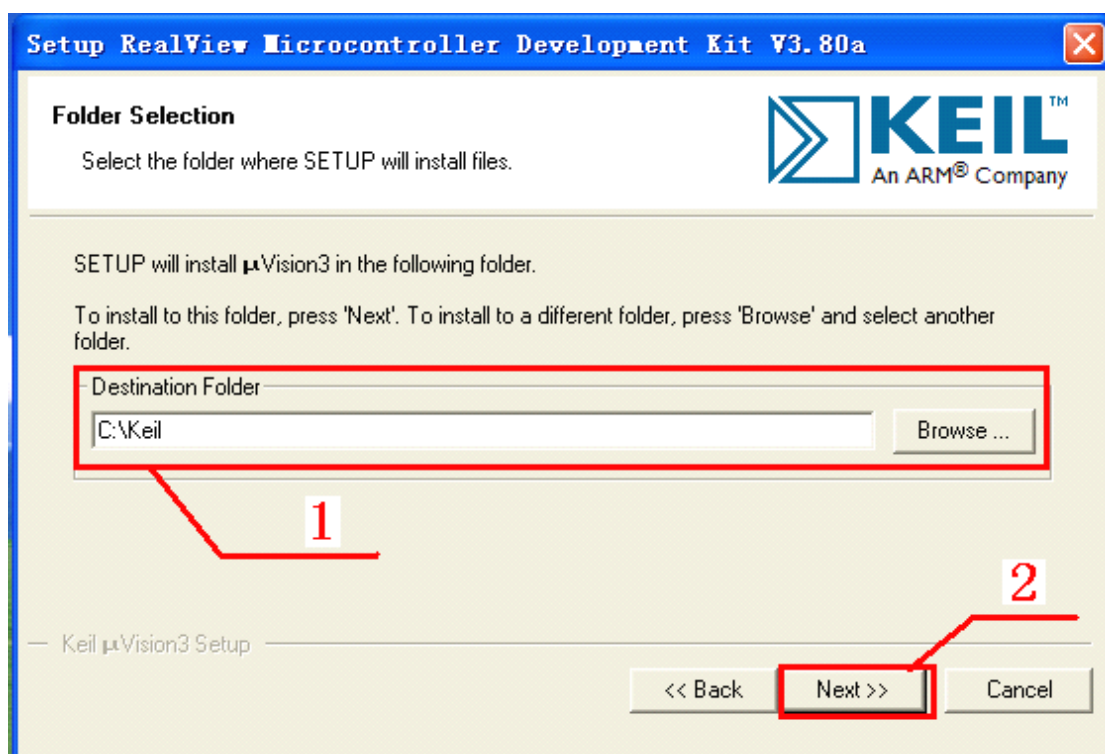 Setup RealView Microcontroller Development Kit V3.80a
Folder Selection
Select the folder where SETUP will install files.
KEIL™
An ARM® Company
SETUP will install µVision3 in the following folder.
To install to this folder, press 'Next'. To install to a different folder, press 'Browse' and select another
folder.
Destination Folder
C:\Keil
Browse ...
1
2
Keil µVision3 Setup
<< Back
Next >>
Cancel